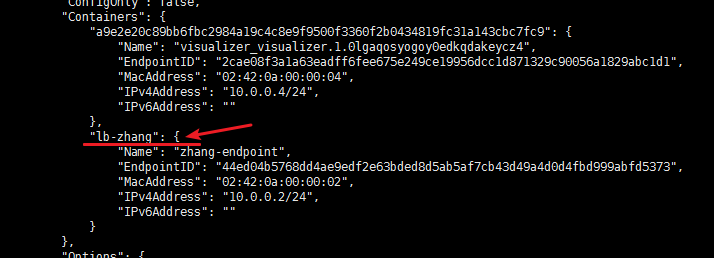 "ConfigOnly": false,
"Containers": {
"a9e2e20c89bb6fbc2984a19c4c8e9f9500f3360f2b0434819fc31a143cbc7fc9": {
"Name": "visualizer_visualizer.1.0lgaqosyogoy0edkqdakeycz4",
"EndpointID": "2cae08f3a1a63eadff6fee675e249ce19956dcc1d871329c90056a1829abc1d1",
"MacAddress": "02:42:0a:00:00:04",
"IPv4Address": "10.0.0.4/24",
"IPv6Address": ""
},
"lb-zhang": {
"Name": "zhang-endpoint",
"EndpointID": "44ed04b5768dd4ae9edf2e63bded8d5ab5af7cb43d49a4d0d4fbd999abfd5373",
"MacAddress": "02:42:0a:00:00:02",
"IPv4Address": "10.0.0.2/24",
"IPv6Address": ""
}
},
"Options": {